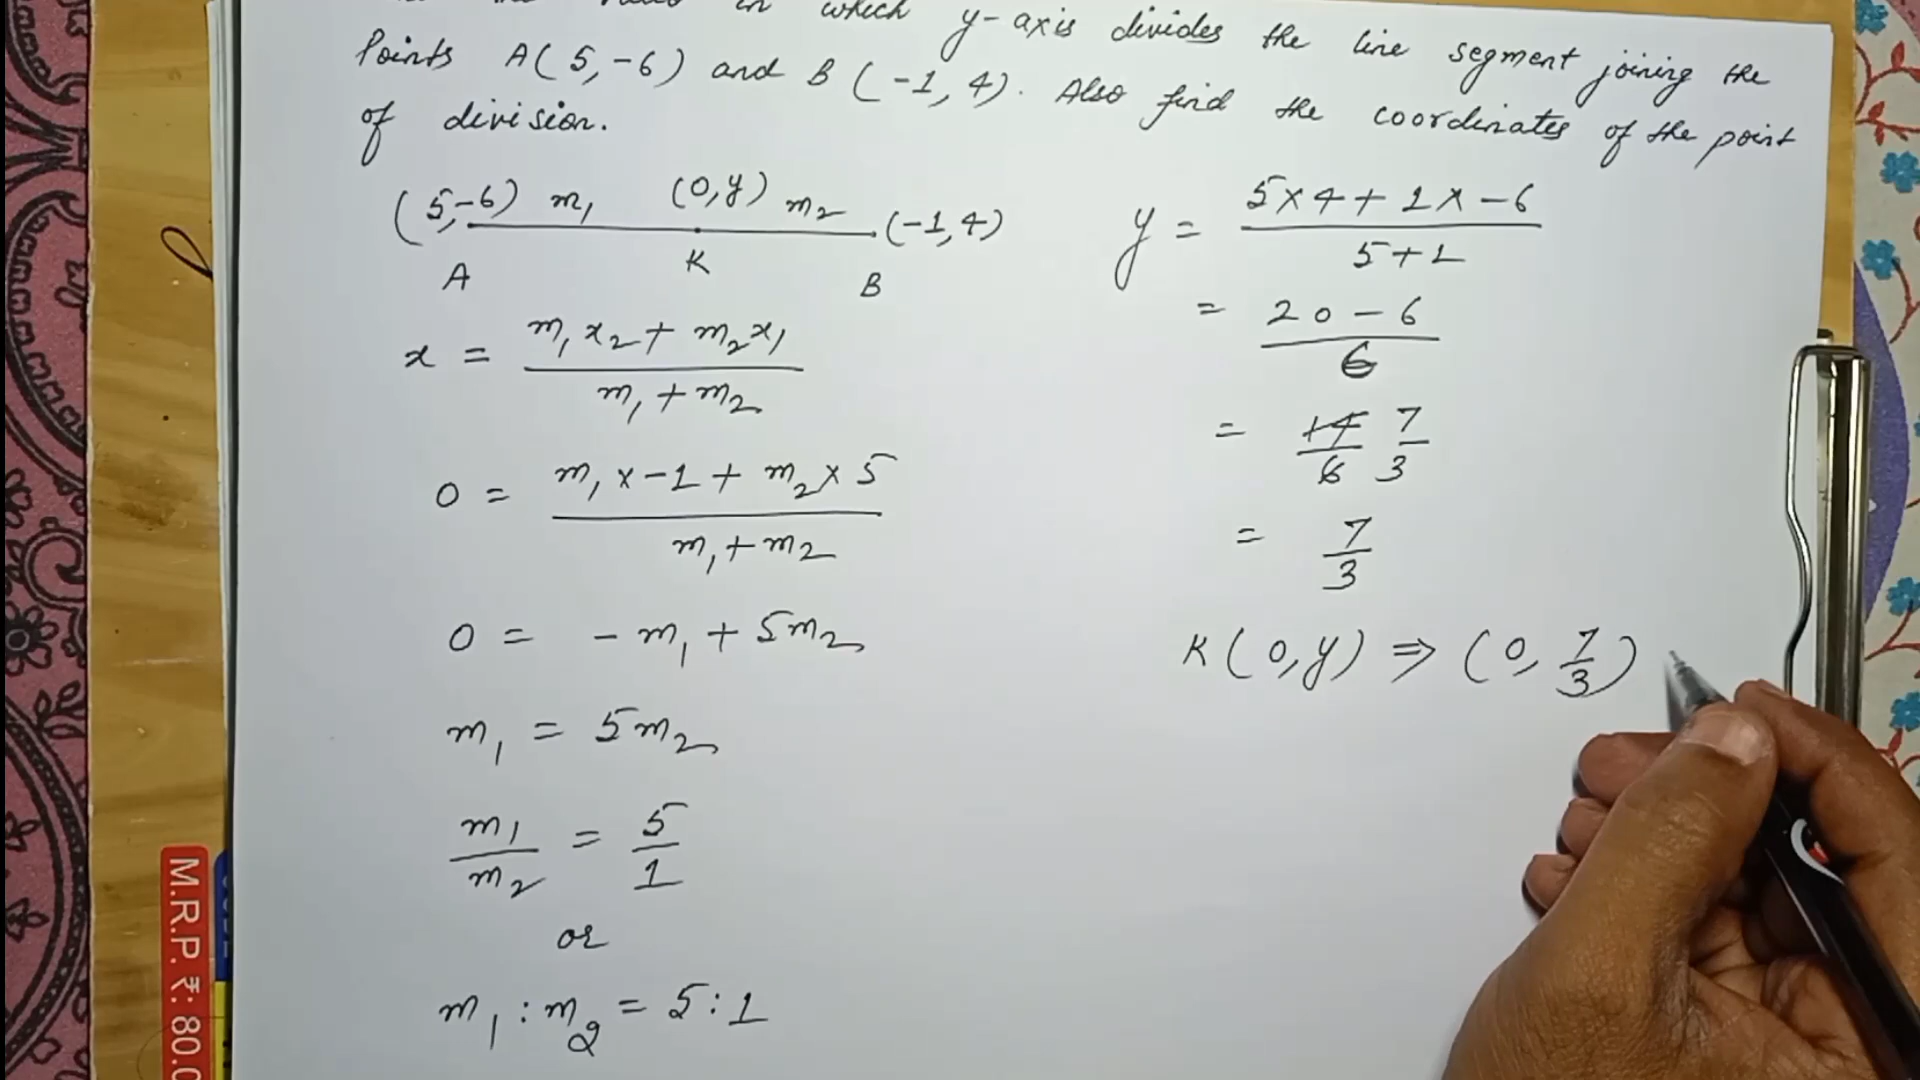 in which y-axis divides the line segment joining the
Points A(5,-6) and B(-1,4). Also find the coordinates of the point
of division.
(5,-6) m₁ (0,y) m₂ (-1,4)
A K B
x = (m₁x₂ + m₂x₁)/(m₁ + m₂)
0 = (m₁ x -1 + m₂ x 5)/(m₁ + m₂)
0 = - m₁ + 5m₂
m₁ = 5m₂
m₁/m₂ = 5/1
or
m₁ : m₂ = 5 : 1
y = (5x4 + 1x-6)/(5+1)
= (20 - 6)/6
= 14/6 7/3
= 7/3
K(0,y) ⇒ (0, 7/3)
M.R.P. ₹: 80.0